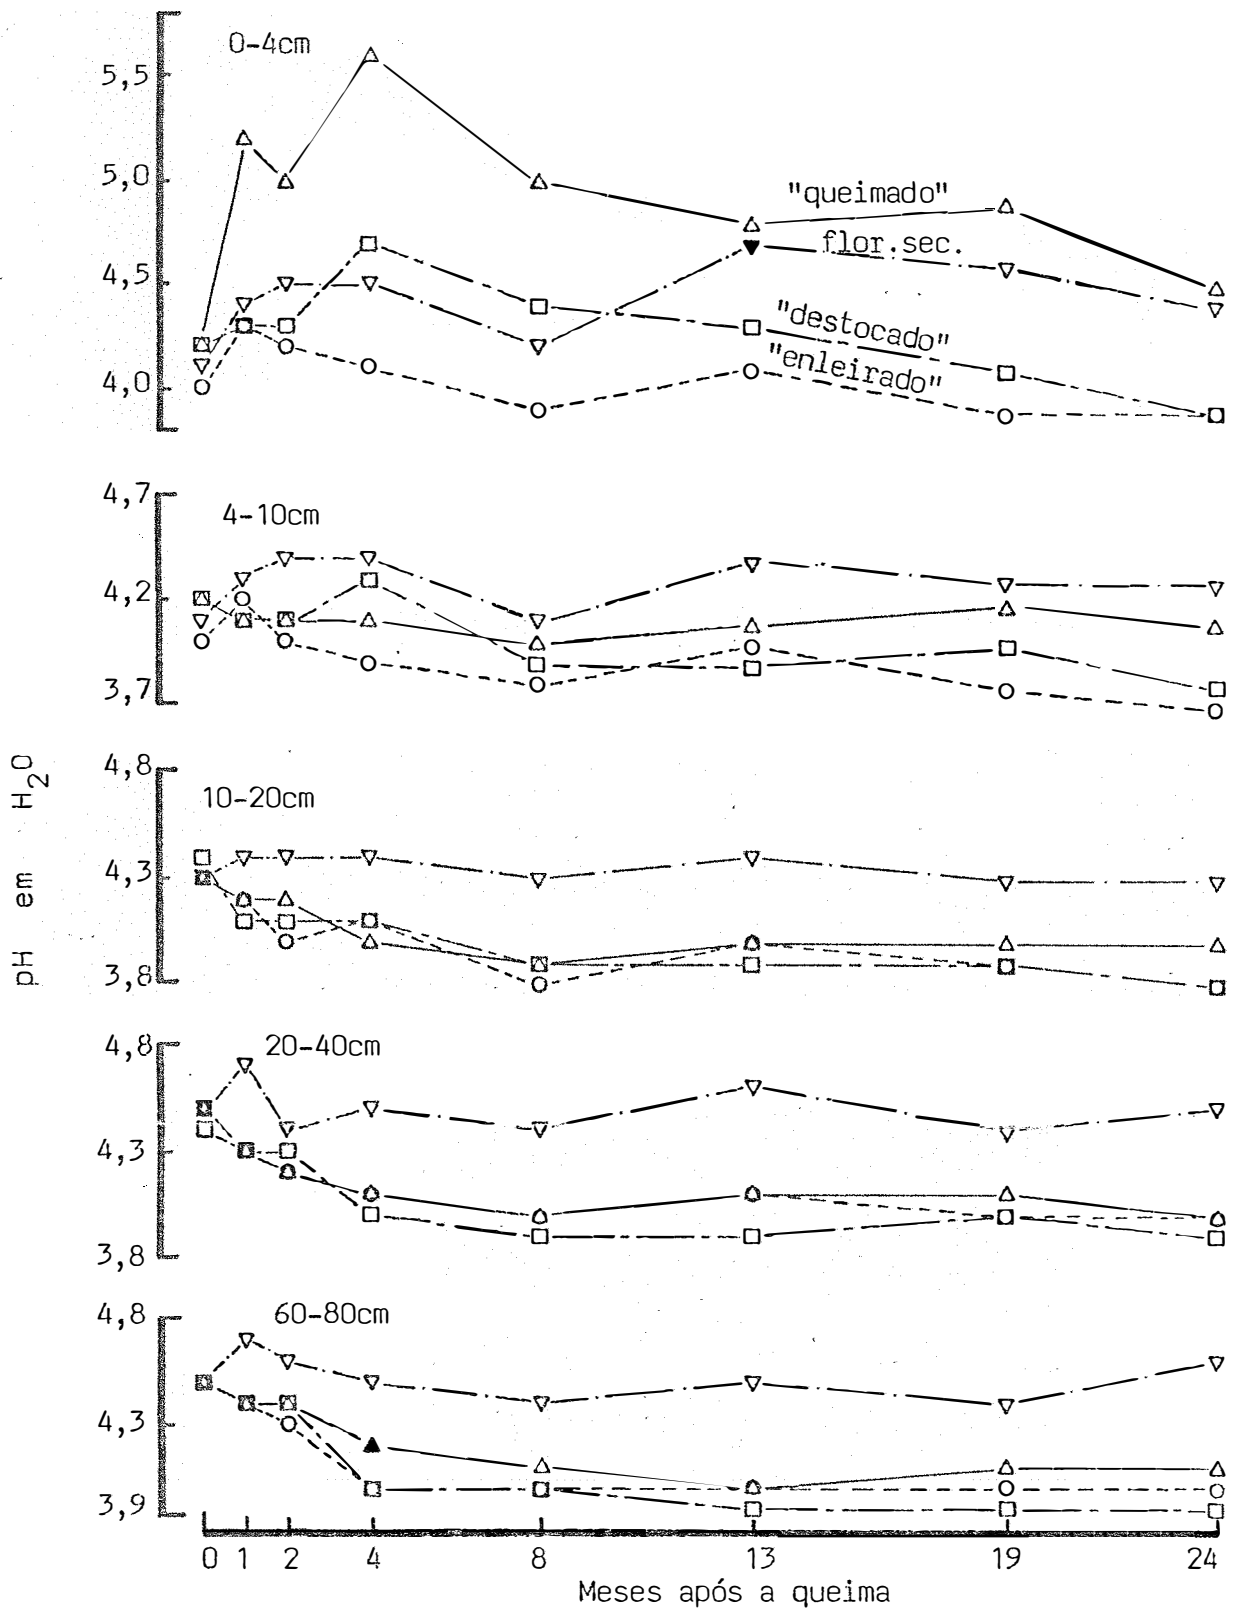 0-4cm
5,5
5,0
4,5
4,0
"queimado"
flor.sec.
"destocado"
"enleirado"
4,7
4-10cm
4,2
3,7
4,8
10-20cm
4,3
3,8
4,8
20-40cm
4,3
3,8
4,8
60-80cm
4,3
3,9
pH em H₂O
0 1 2 4 8 13 19 24
Meses após a queima